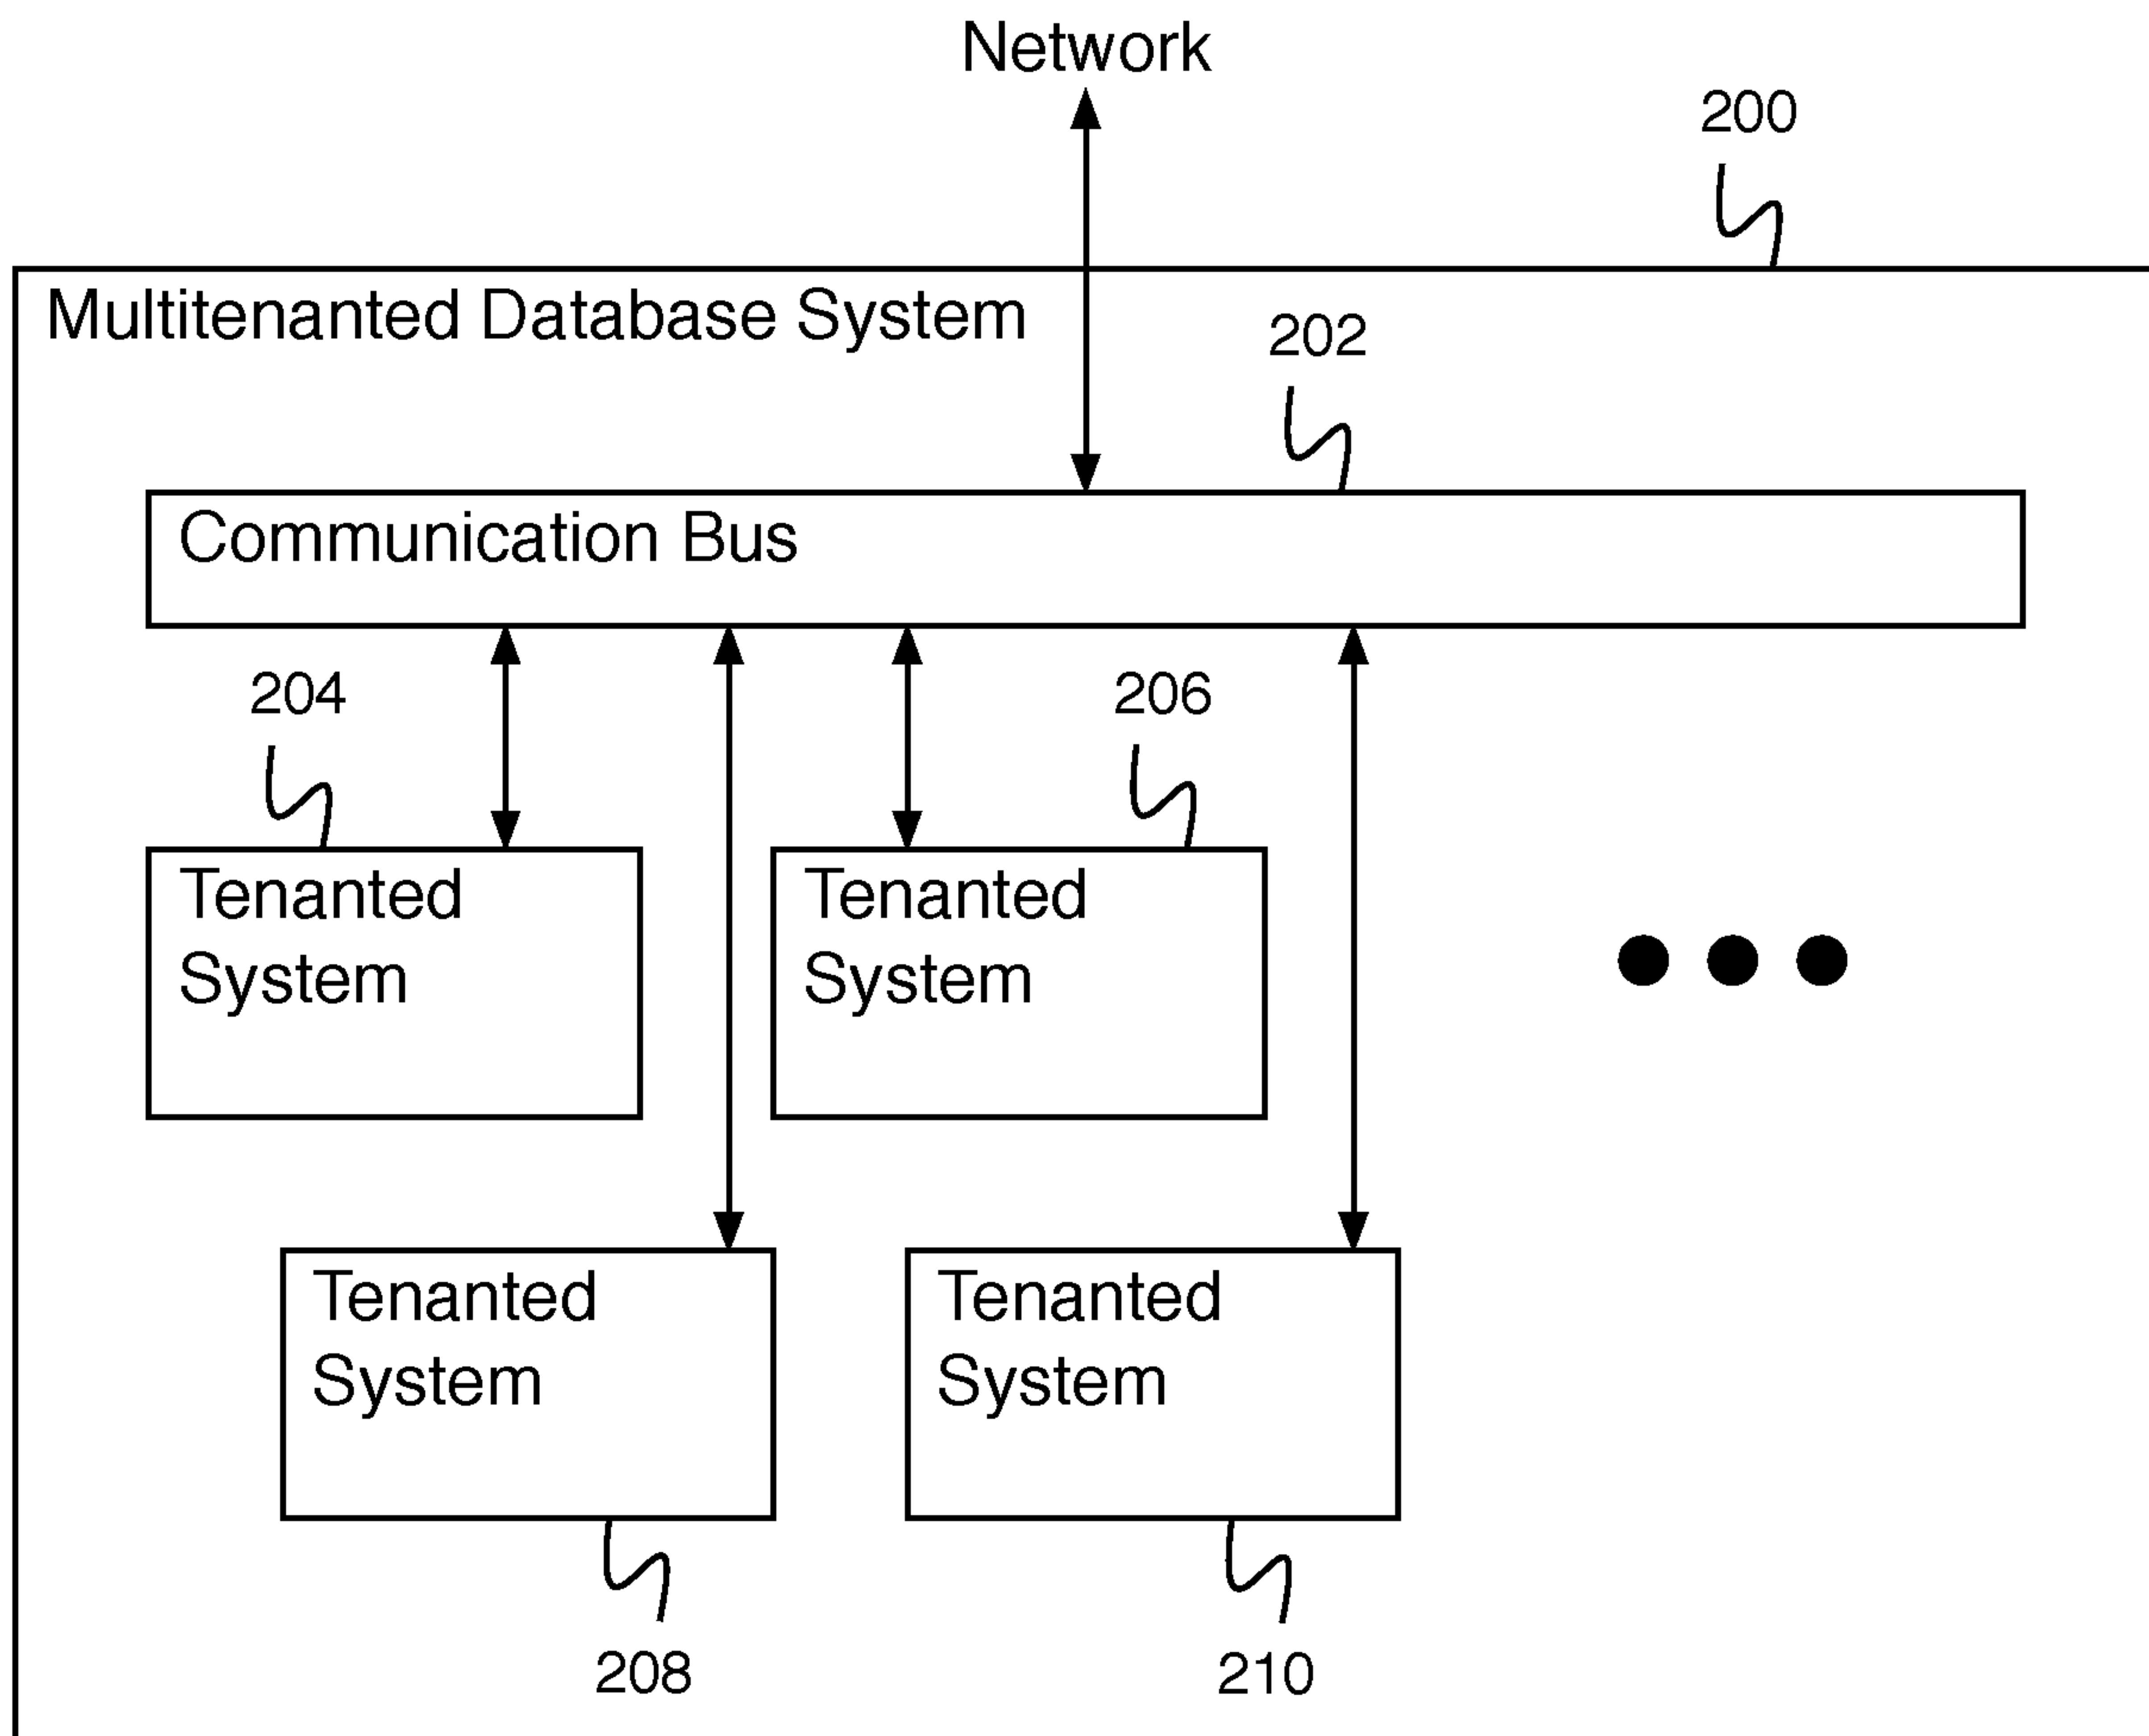 Network
200
Multitenanted Database System
202
Communication Bus
204
206
Tenanted
System
Tenanted
System
Tenanted
System
Tenanted
System
208
210